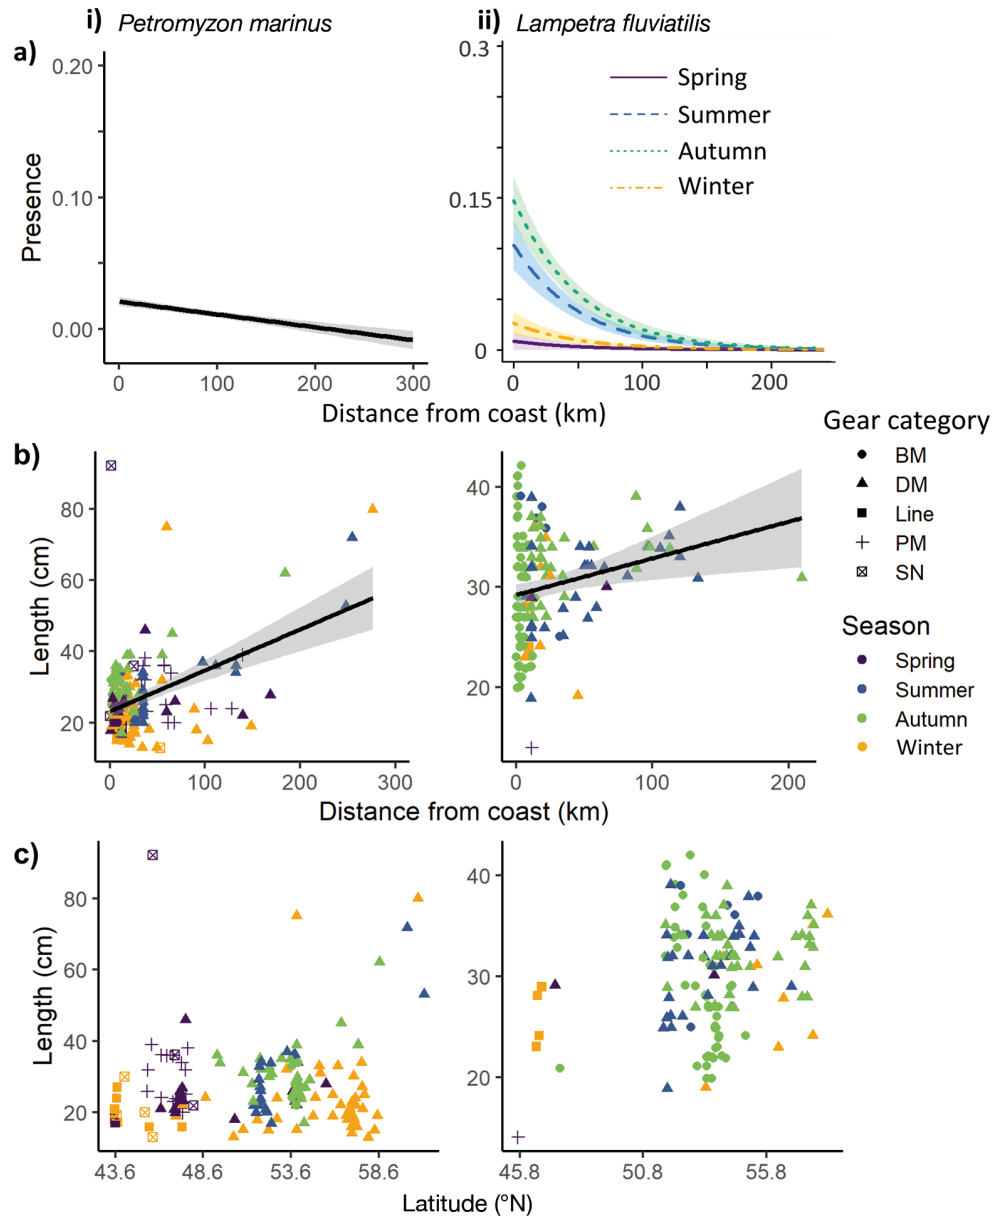 i) Petromyzon marinus
ii) Lampetra fluviatilis
a)
Presence
0.20
0.10
0.00
0 100 200 300
0.3
0.15
0
0 100 200
Spring
Summer
Autumn
Winter
Distance from coast (km)
b)
Length (cm)
80
60
40
20
0 100 200 300
40
30
20
0 100 200
Distance from coast (km)
Gear category
BM
DM
Line
PM
SN
Season
Spring
Summer
Autumn
Winter
c)
Length (cm)
80
60
40
20
43.6 48.6 53.6 58.6
40
30
20
45.8 50.8 55.8
Latitude (°N)